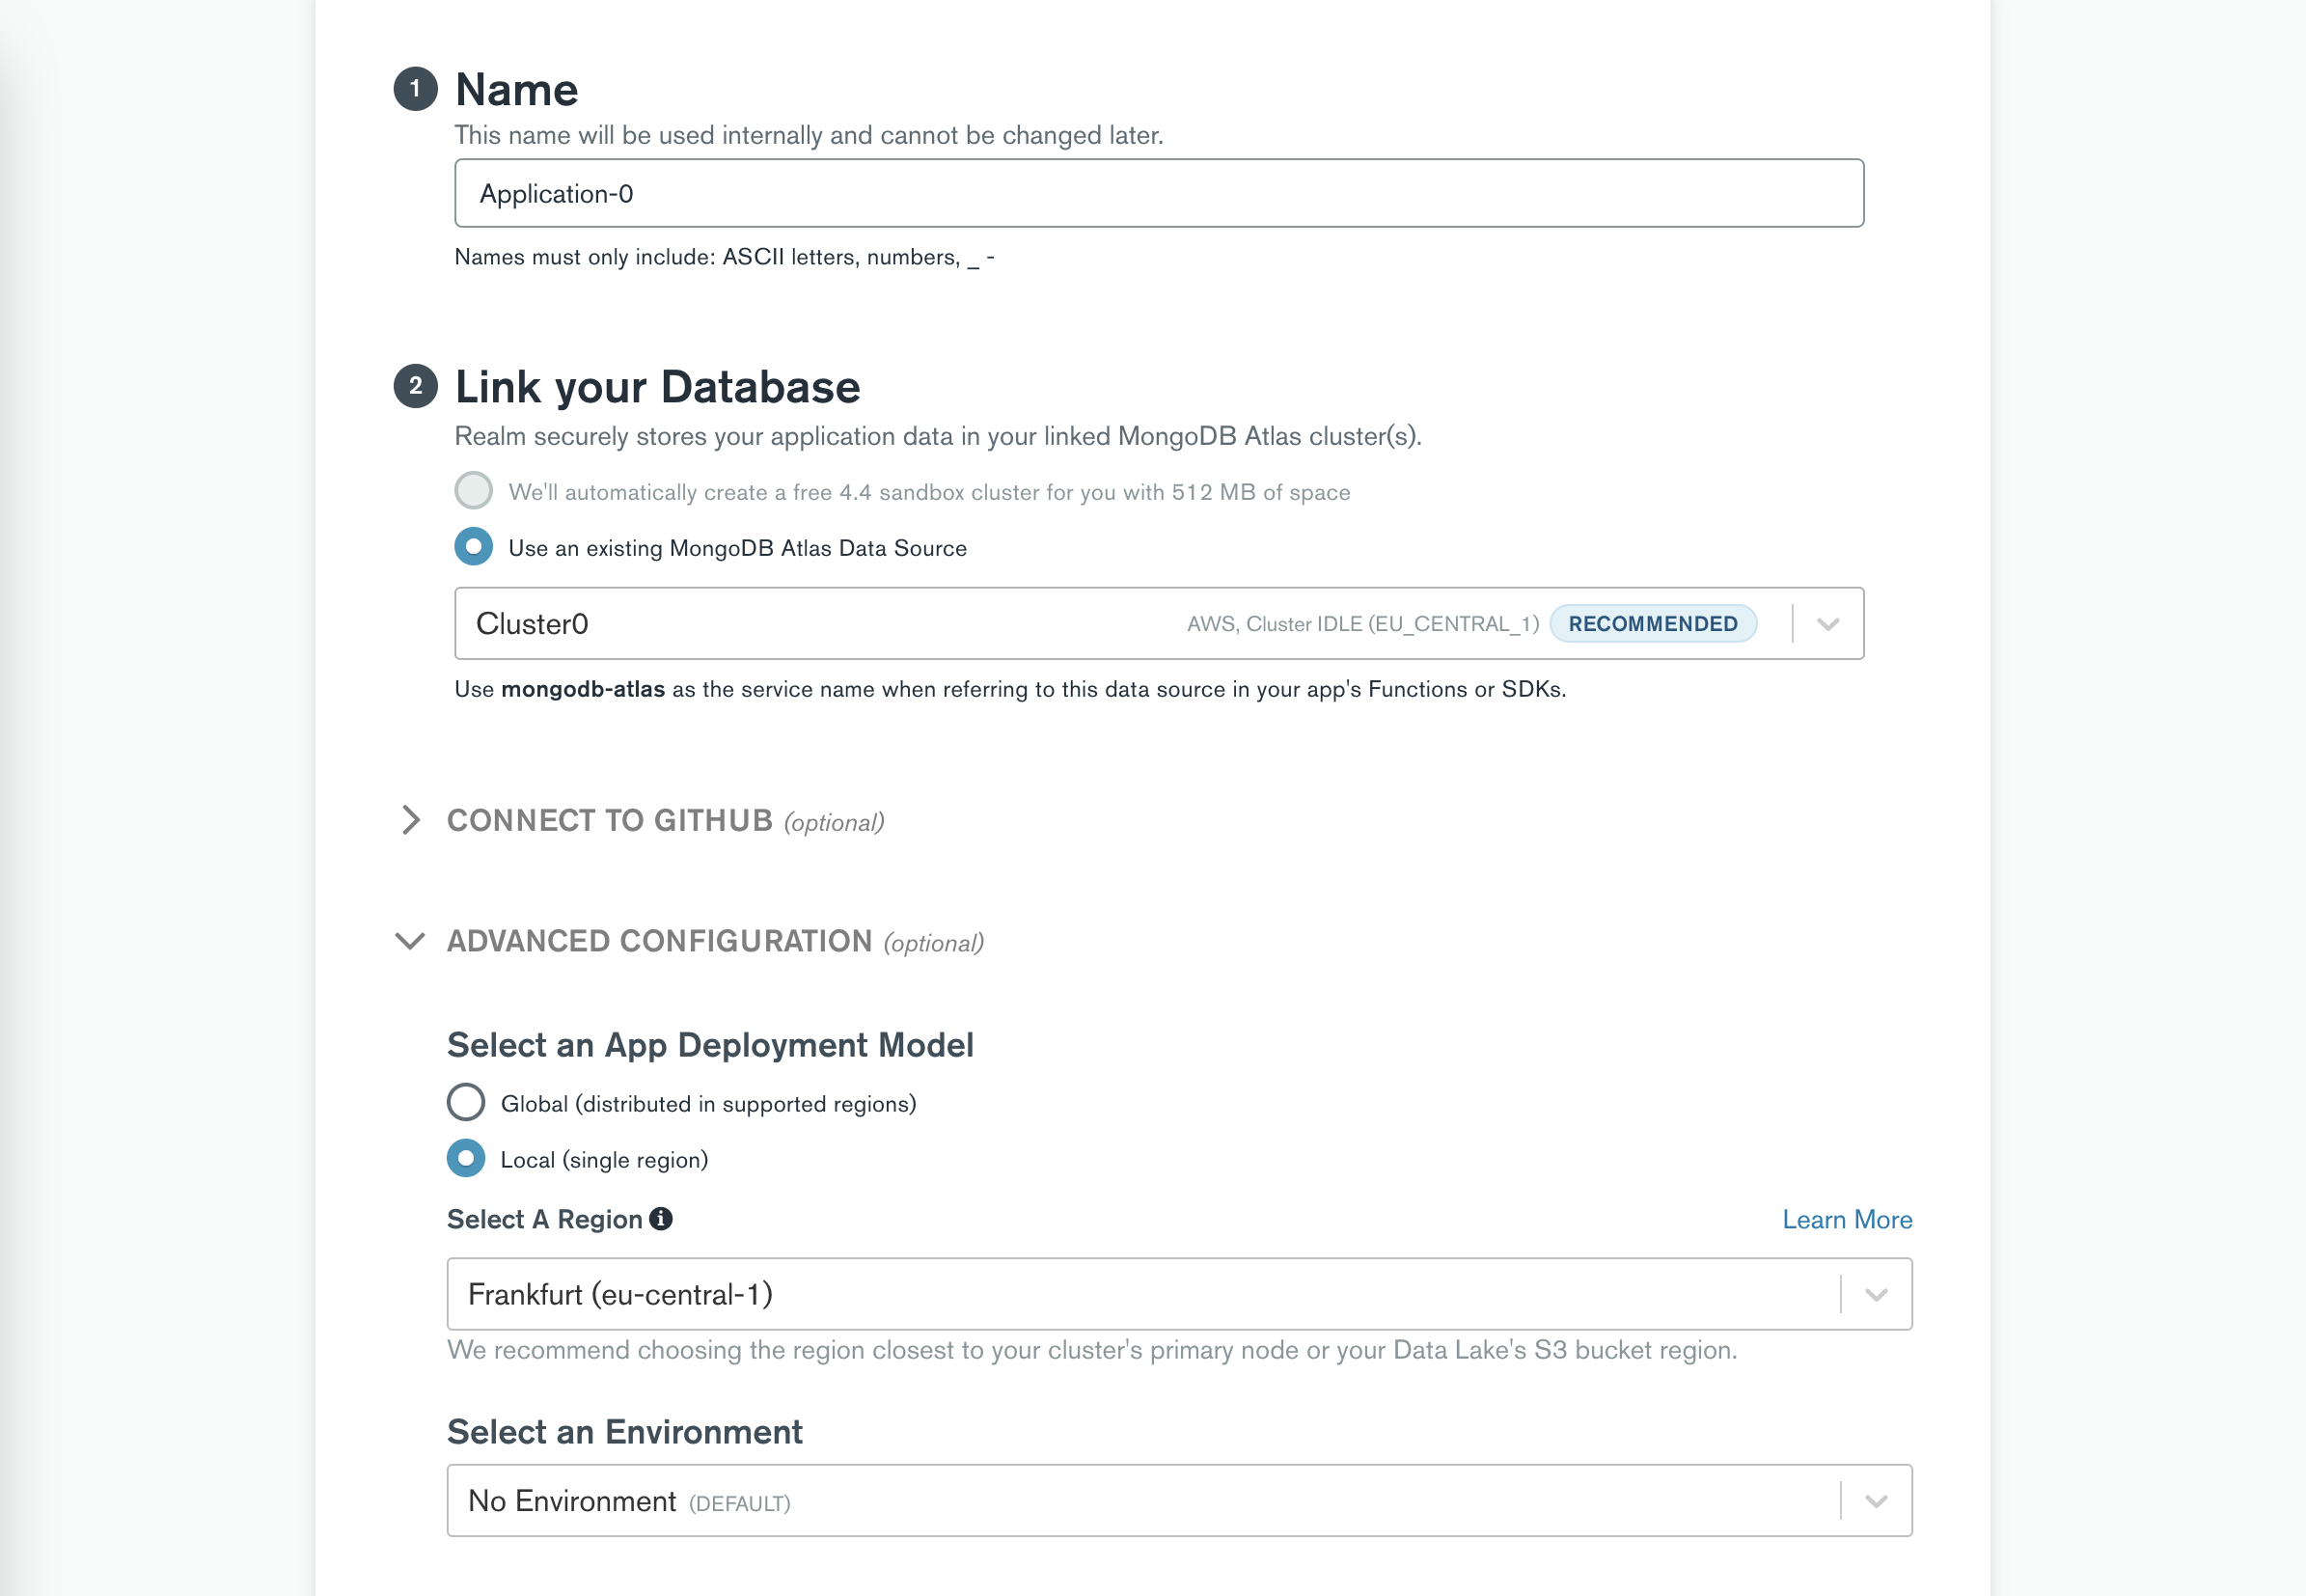 1 Name
This name will be used internally and cannot be changed later.
Application-0
Names must only include: ASCII letters, numbers, _ -
2 Link your Database
Realm securely stores your application data in your linked MongoDB Atlas cluster(s).
We'll automatically create a free 4.4 sandbox cluster for you with 512 MB of space
Use an existing MongoDB Atlas Data Source
Cluster0 AWS, Cluster IDLE (EU_CENTRAL_1) RECOMMENDED
Use mongodb-atlas as the service name when referring to this data source in your app's Functions or SDKs.
CONNECT TO GITHUB (optional)
ADVANCED CONFIGURATION (optional)
Select an App Deployment Model
Global (distributed in supported regions)
Local (single region)
Select A Region Learn More
Frankfurt (eu-central-1)
We recommend choosing the region closest to your cluster's primary node or your Data Lake's S3 bucket region.
Select an Environment
No Environment (DEFAULT)